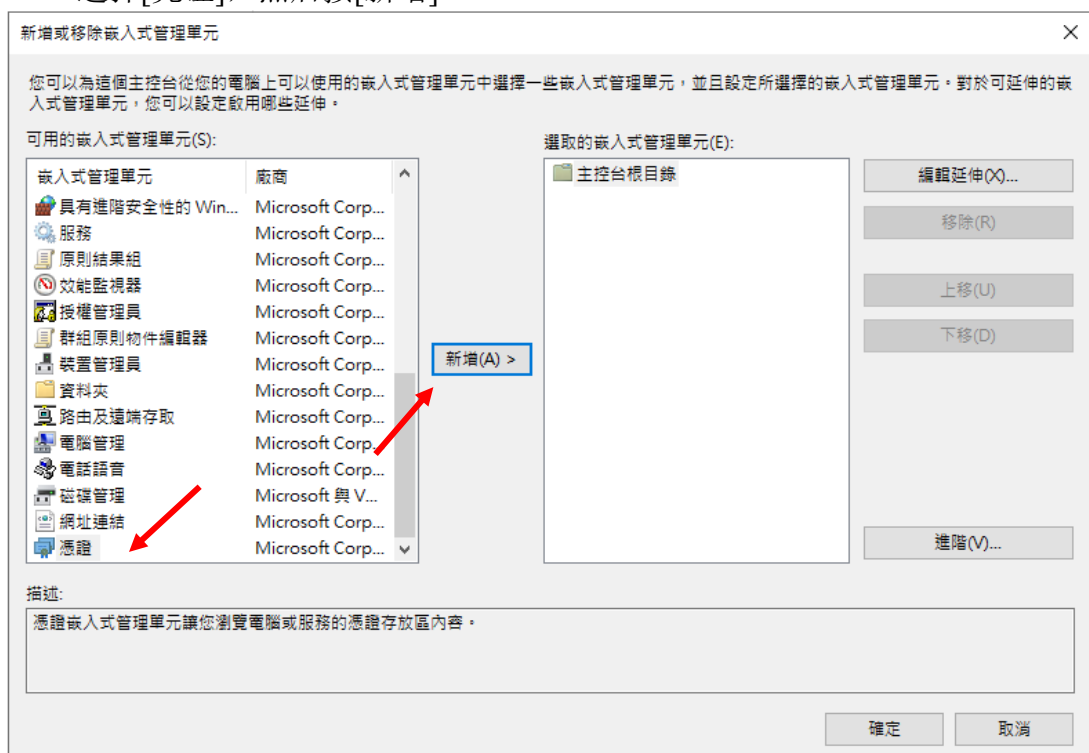 新增或移除嵌入式管理單元
您可以為這個主控台從您的電腦上可以使用的嵌入式管理單元中選擇一些嵌入式管理單元，並且設定所選擇的嵌入式管理單元。對於可延伸的嵌
入式管理單元，您可以設定啟用哪些延伸。
可用的嵌入式管理單元(S):
選取的嵌入式管理單元(E):
嵌入式管理單元 廠商
具有進階安全性的 Win... Microsoft Corp...
服務 Microsoft Corp...
原則結果組 Microsoft Corp...
效能監視器 Microsoft Corp...
授權管理員 Microsoft Corp...
群組原則物件編輯器 Microsoft Corp...
裝置管理員 Microsoft Corp...
資料夾 Microsoft Corp...
路由及遠端存取 Microsoft Corp...
電腦管理 Microsoft Corp...
電話語音 Microsoft Corp...
磁碟管理 Microsoft 與 V...
網址連結 Microsoft Corp...
憑證 Microsoft Corp...
新增(A) >
主控台根目錄
編輯延伸(X)...
移除(R)
上移(U)
下移(D)
進階(V)...
描述:
憑證嵌入式管理單元讓您瀏覽電腦或服務的憑證存放區內容。
確定
取消